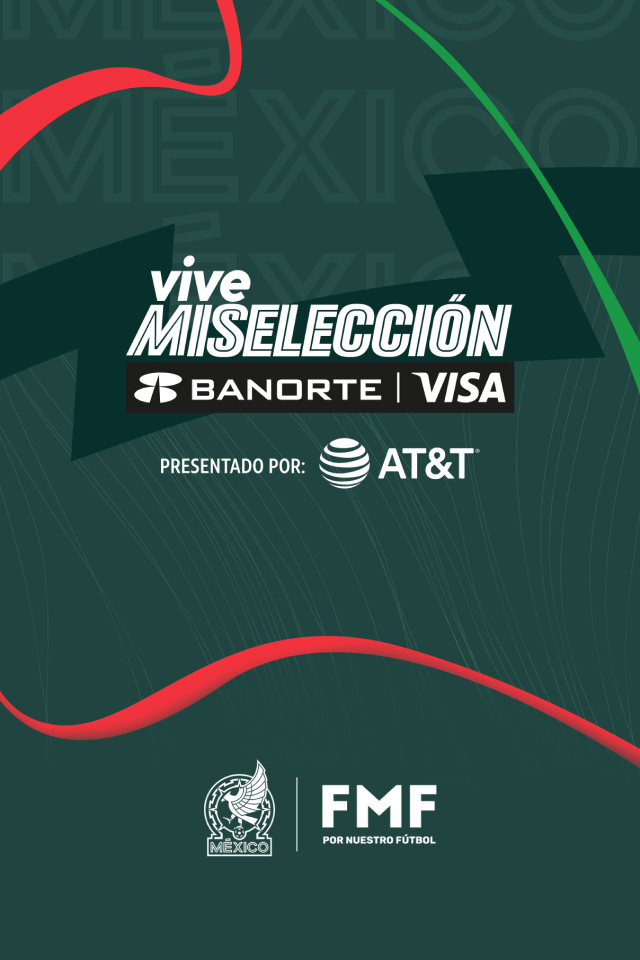 MÉXICO
MÉXICO
MÉXICO
vive
MISELECCIÓN
BANORTE | VISA
PRESENTADO POR: AT&T
FMF
MÉXICO POR NUESTRO FÚTBOL